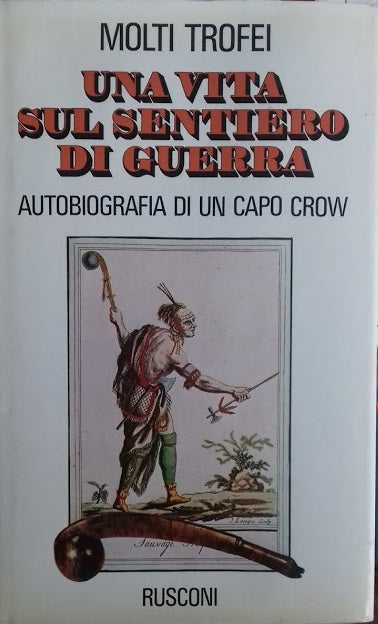 MOLTI TROFEI
UNA VITA
SUL SENTIERO
DI GUERRA
AUTOBIOGRAFIA DI UN CAPO CROW
Sauvage
RUSCONI